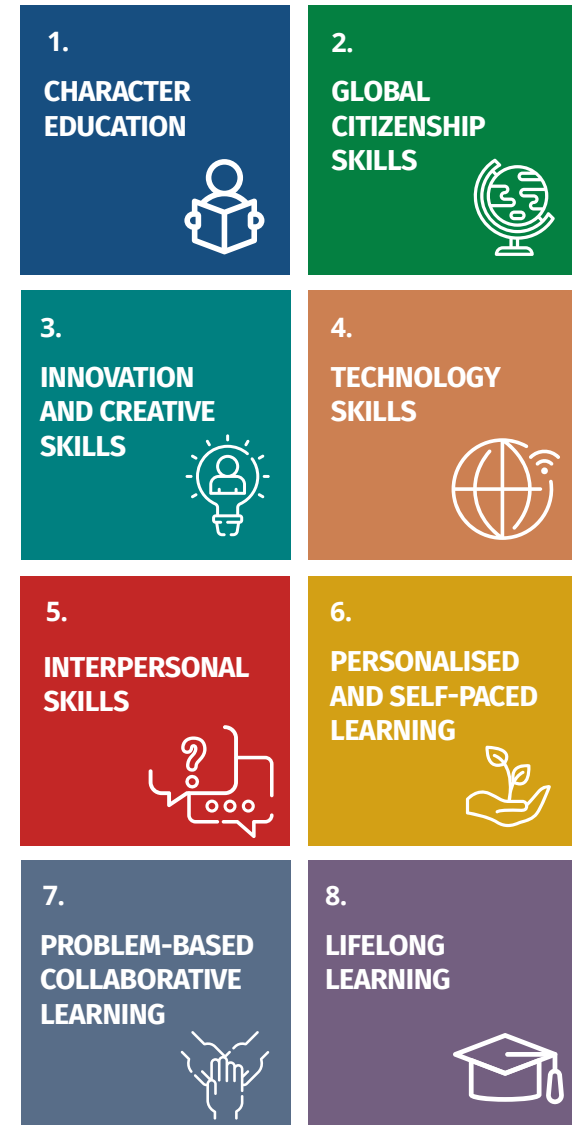 1.
CHARACTER
EDUCATION
2.
GLOBAL
CITIZENSHIP
SKILLS
3.
INNOVATION
AND CREATIVE
SKILLS
4.
TECHNOLOGY
SKILLS
5.
INTERPERSONAL
SKILLS
6.
PERSONALISED
AND SELF-PACED
LEARNING
7.
PROBLEM-BASED
COLLABORATIVE
LEARNING
8.
LIFELONG
LEARNING